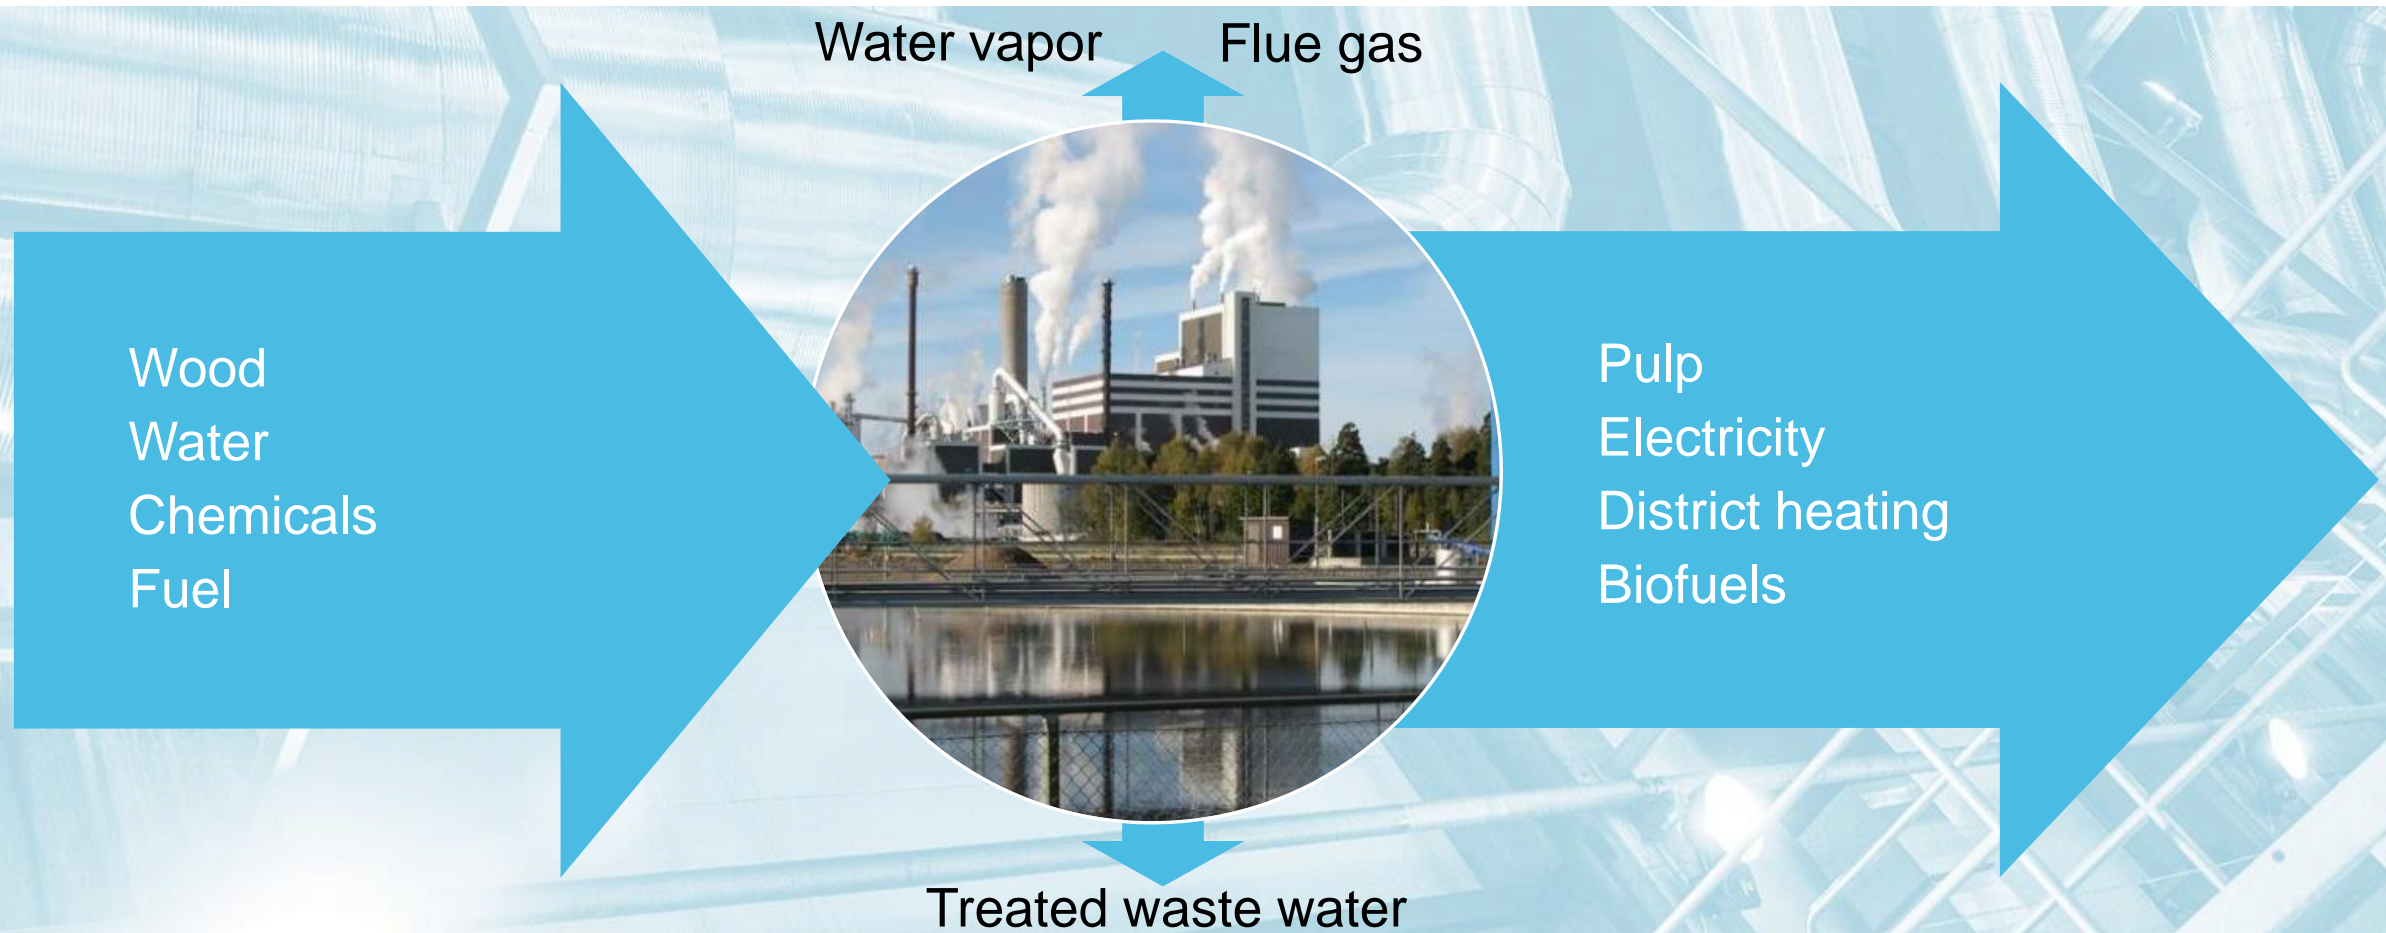 Water vapor
Flue gas
Wood
Water
Chemicals
Fuel
Pulp
Electricity
District heating
Biofuels
Treated waste water